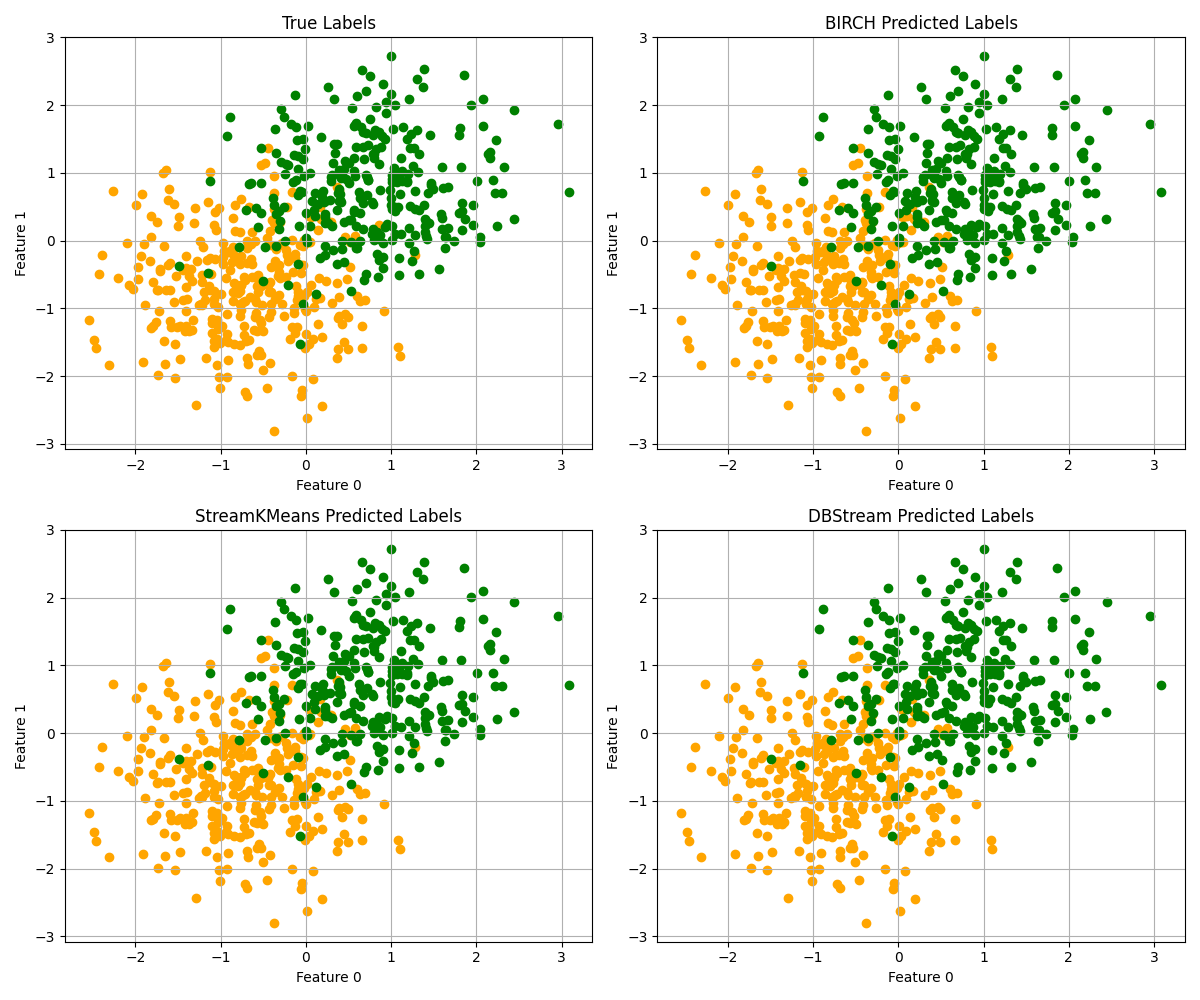 True Labels
3
2
1
0
−1
−2
−3
Feature 1
−2 −1 0 1 2 3
Feature 0
BIRCH Predicted Labels
3
2
1
0
−1
−2
−3
Feature 1
−2 −1 0 1 2 3
Feature 0
StreamKMeans Predicted Labels
3
2
1
0
−1
−2
−3
Feature 1
−2 −1 0 1 2 3
Feature 0
DBStream Predicted Labels
3
2
1
0
−1
−2
−3
Feature 1
−2 −1 0 1 2 3
Feature 0